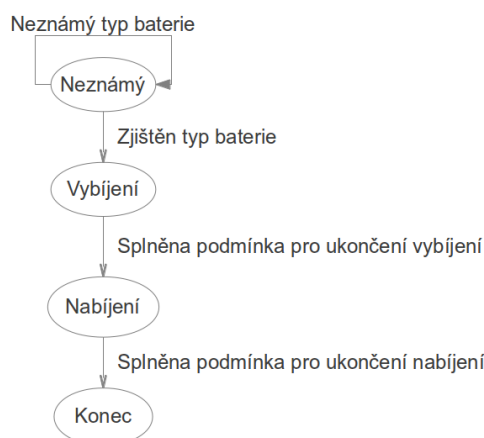 Neznámý typ baterie
Neznámý
Zjištěn typ baterie
Vybíjení
Splněna podmínka pro ukončení vybíjení
Nabíjení
Splněna podmínka pro ukončení nabíjení
Konec